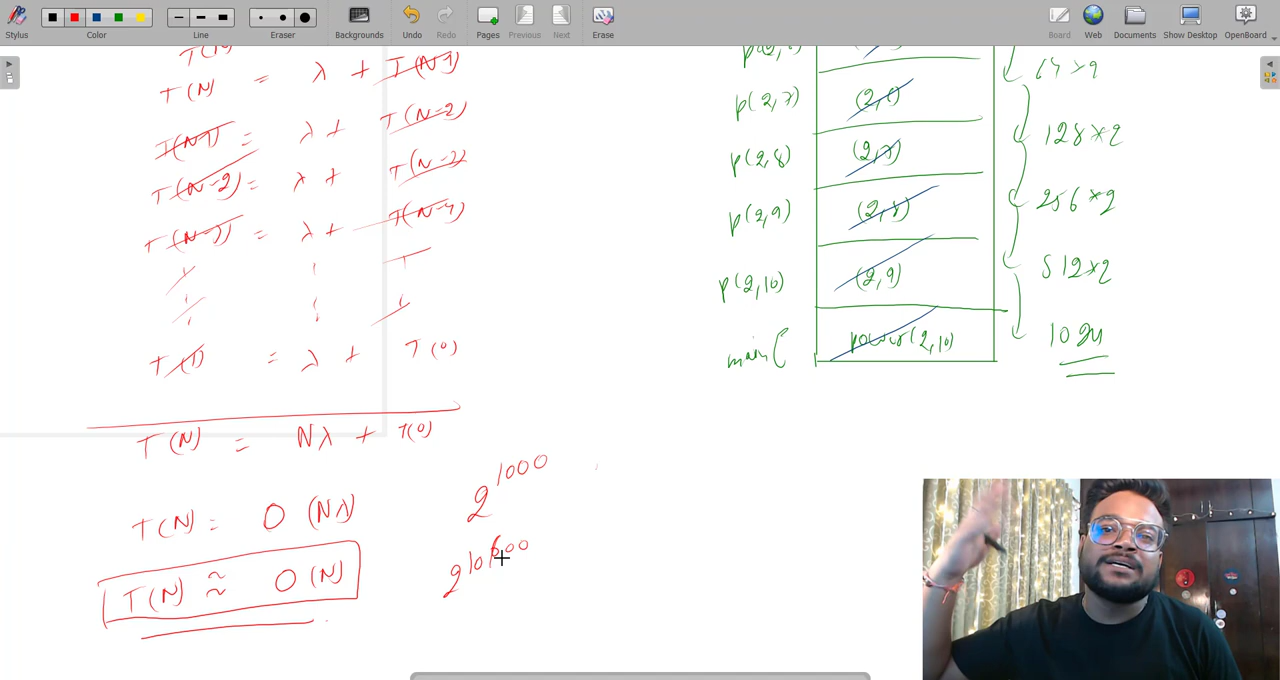 Stylus Color Line Eraser Backgrounds Undo Redo Pages Previous Next Erase Board Web Documents Show Desktop OpenBoard
T(N)
T(N) = λ + T(N-1)
T(N-1) = λ + T(N-2)
T(N-2) = λ + T(N-3)
T(N-3) = λ + T(N-4)
T(1) = λ + T(0)
T(N) = Nλ + T(0)
T(N) = O(Nλ)
T(N) ≈ O(N)
2^1000
64*2
p(2,7) (2,6)
128*2
p(2,8) (2,7)
256*2
p(2,9) (2,8)
512*2
p(2,10) (2,9)
main( power(2,10) 1024